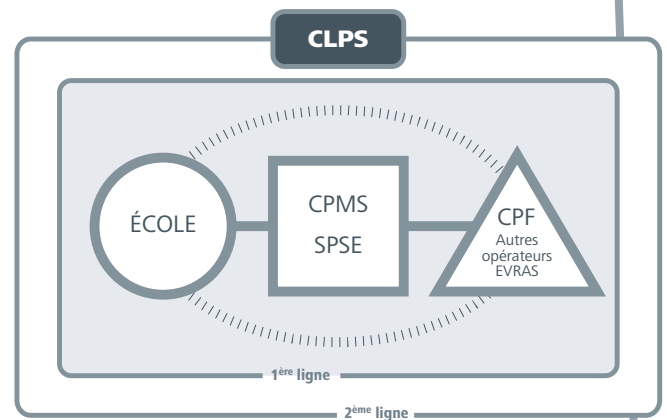 CLPS
ÉCOLE
CPMS
SPSE
CPF
Autres
opérateurs
EVRAS
1ère ligne
2ème ligne